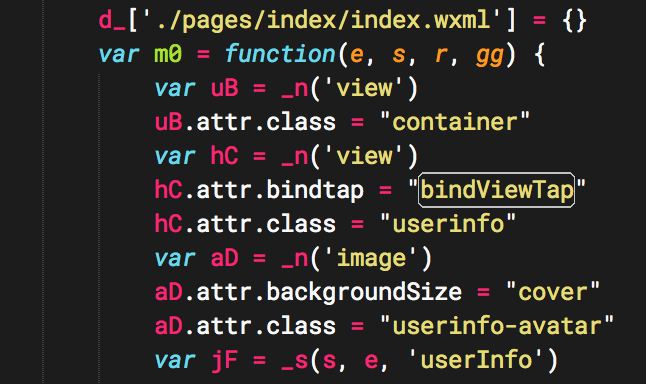 d_['./pages/index/index.wxml'] = {}
var m0 = function(e, s, r, gg) {
var uB = _n('view')
uB.attr.class = "container"
var hC = _n('view')
hC.attr.bindtap = "bindViewTap"
hC.attr.class = "userinfo"
var aD = _n('image')
aD.attr.backgroundSize = "cover"
aD.attr.class = "userinfo-avatar"
var jF = _s(s, e, 'userInfo')